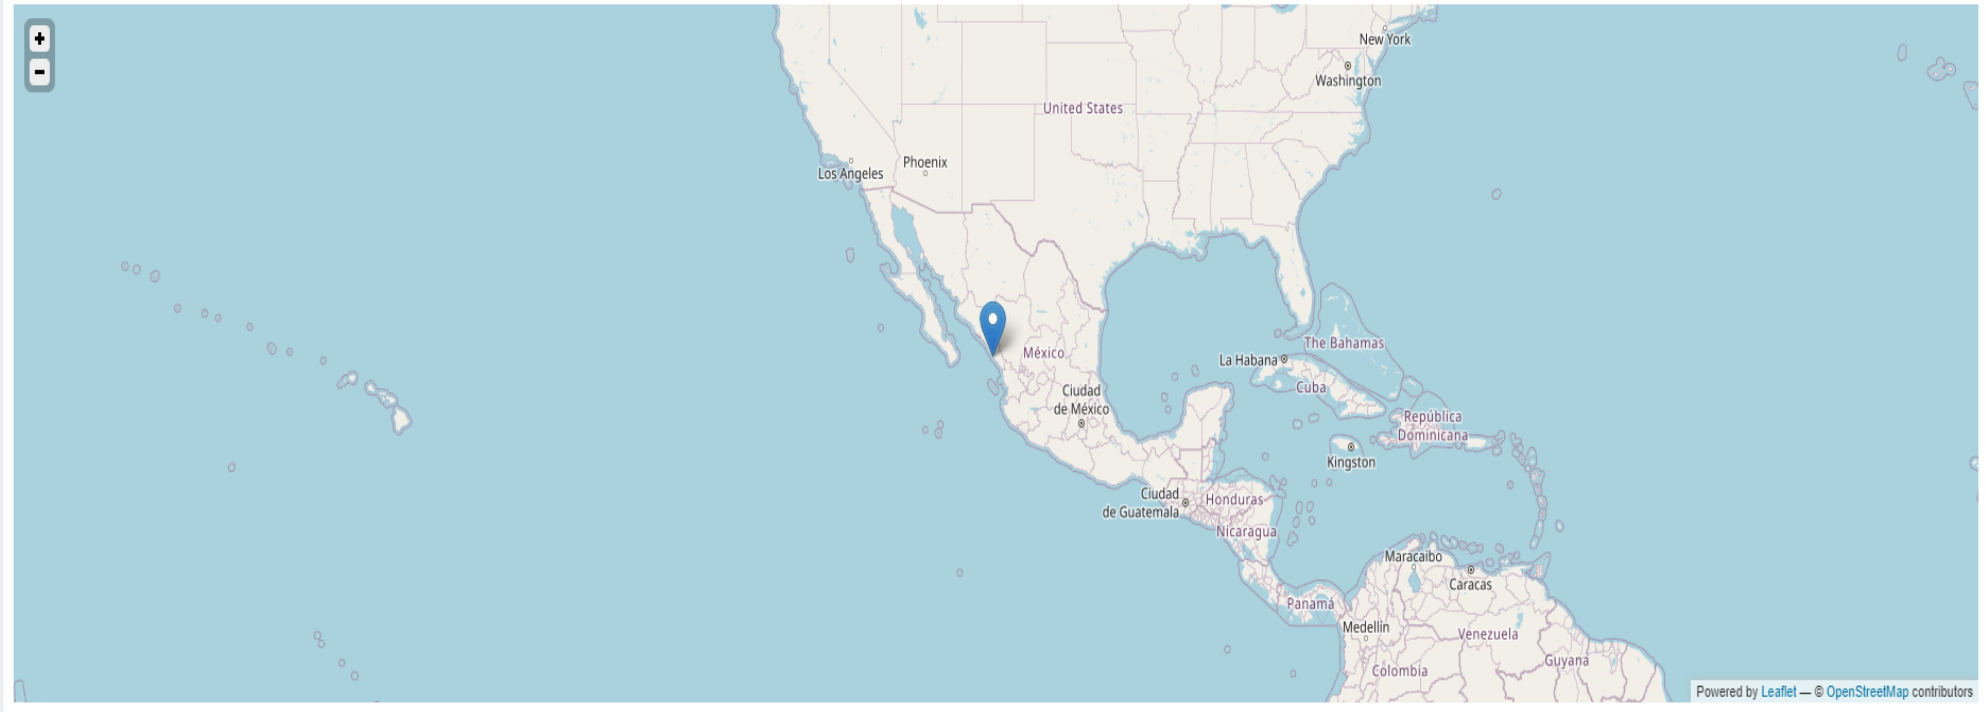 +
-
New York
Washington
United States
Phoenix
Los Angeles
The Bahamas
México
La Habana
Cuba
Ciudad
de México
República
Dominicana
Kingston
Ciudad
de Guatemala
Honduras
Nicaragua
Maracaibo
Caracas
Panamá
Medellín
Venezuela
Guyana
Colombia
Powered by Leaflet — © OpenStreetMap contributors